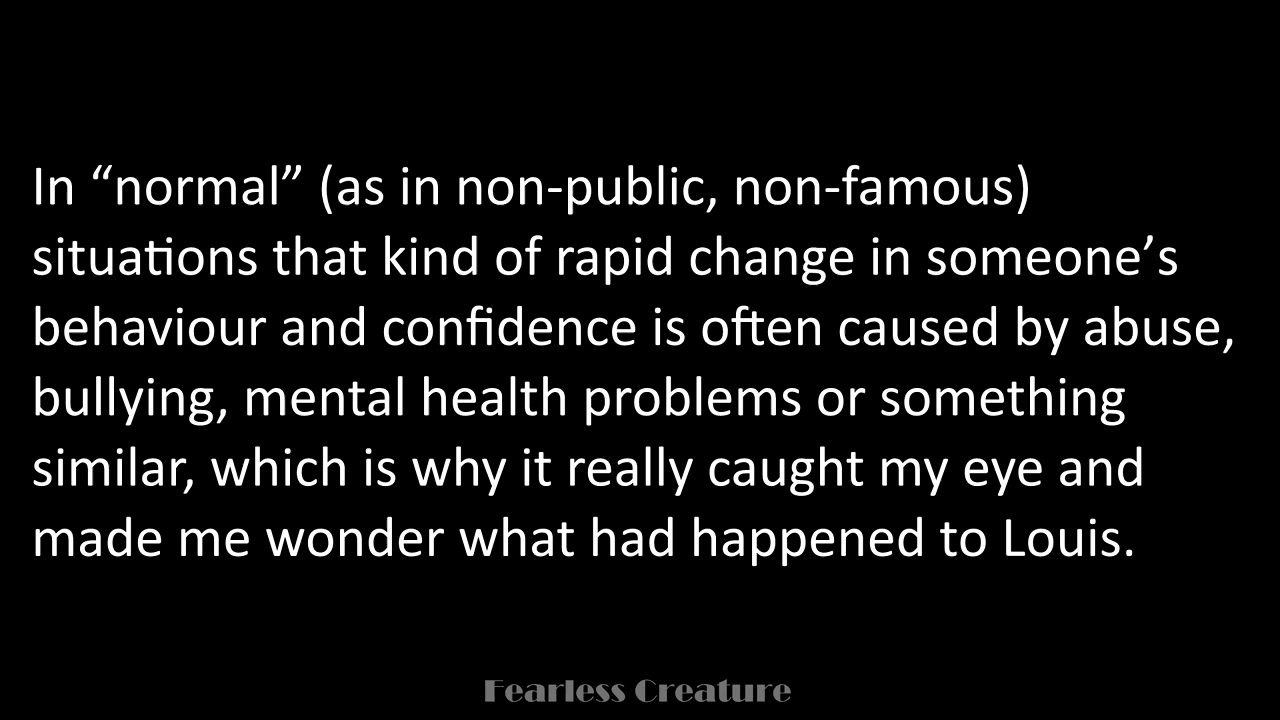 In “normal” (as in non-public, non-famous)
situations that kind of rapid change in someone’s
behaviour and confidence is often caused by abuse,
bullying, mental health problems or something
similar, which is why it really caught my eye and
made me wonder what had happened to Louis.
Fearless Creature